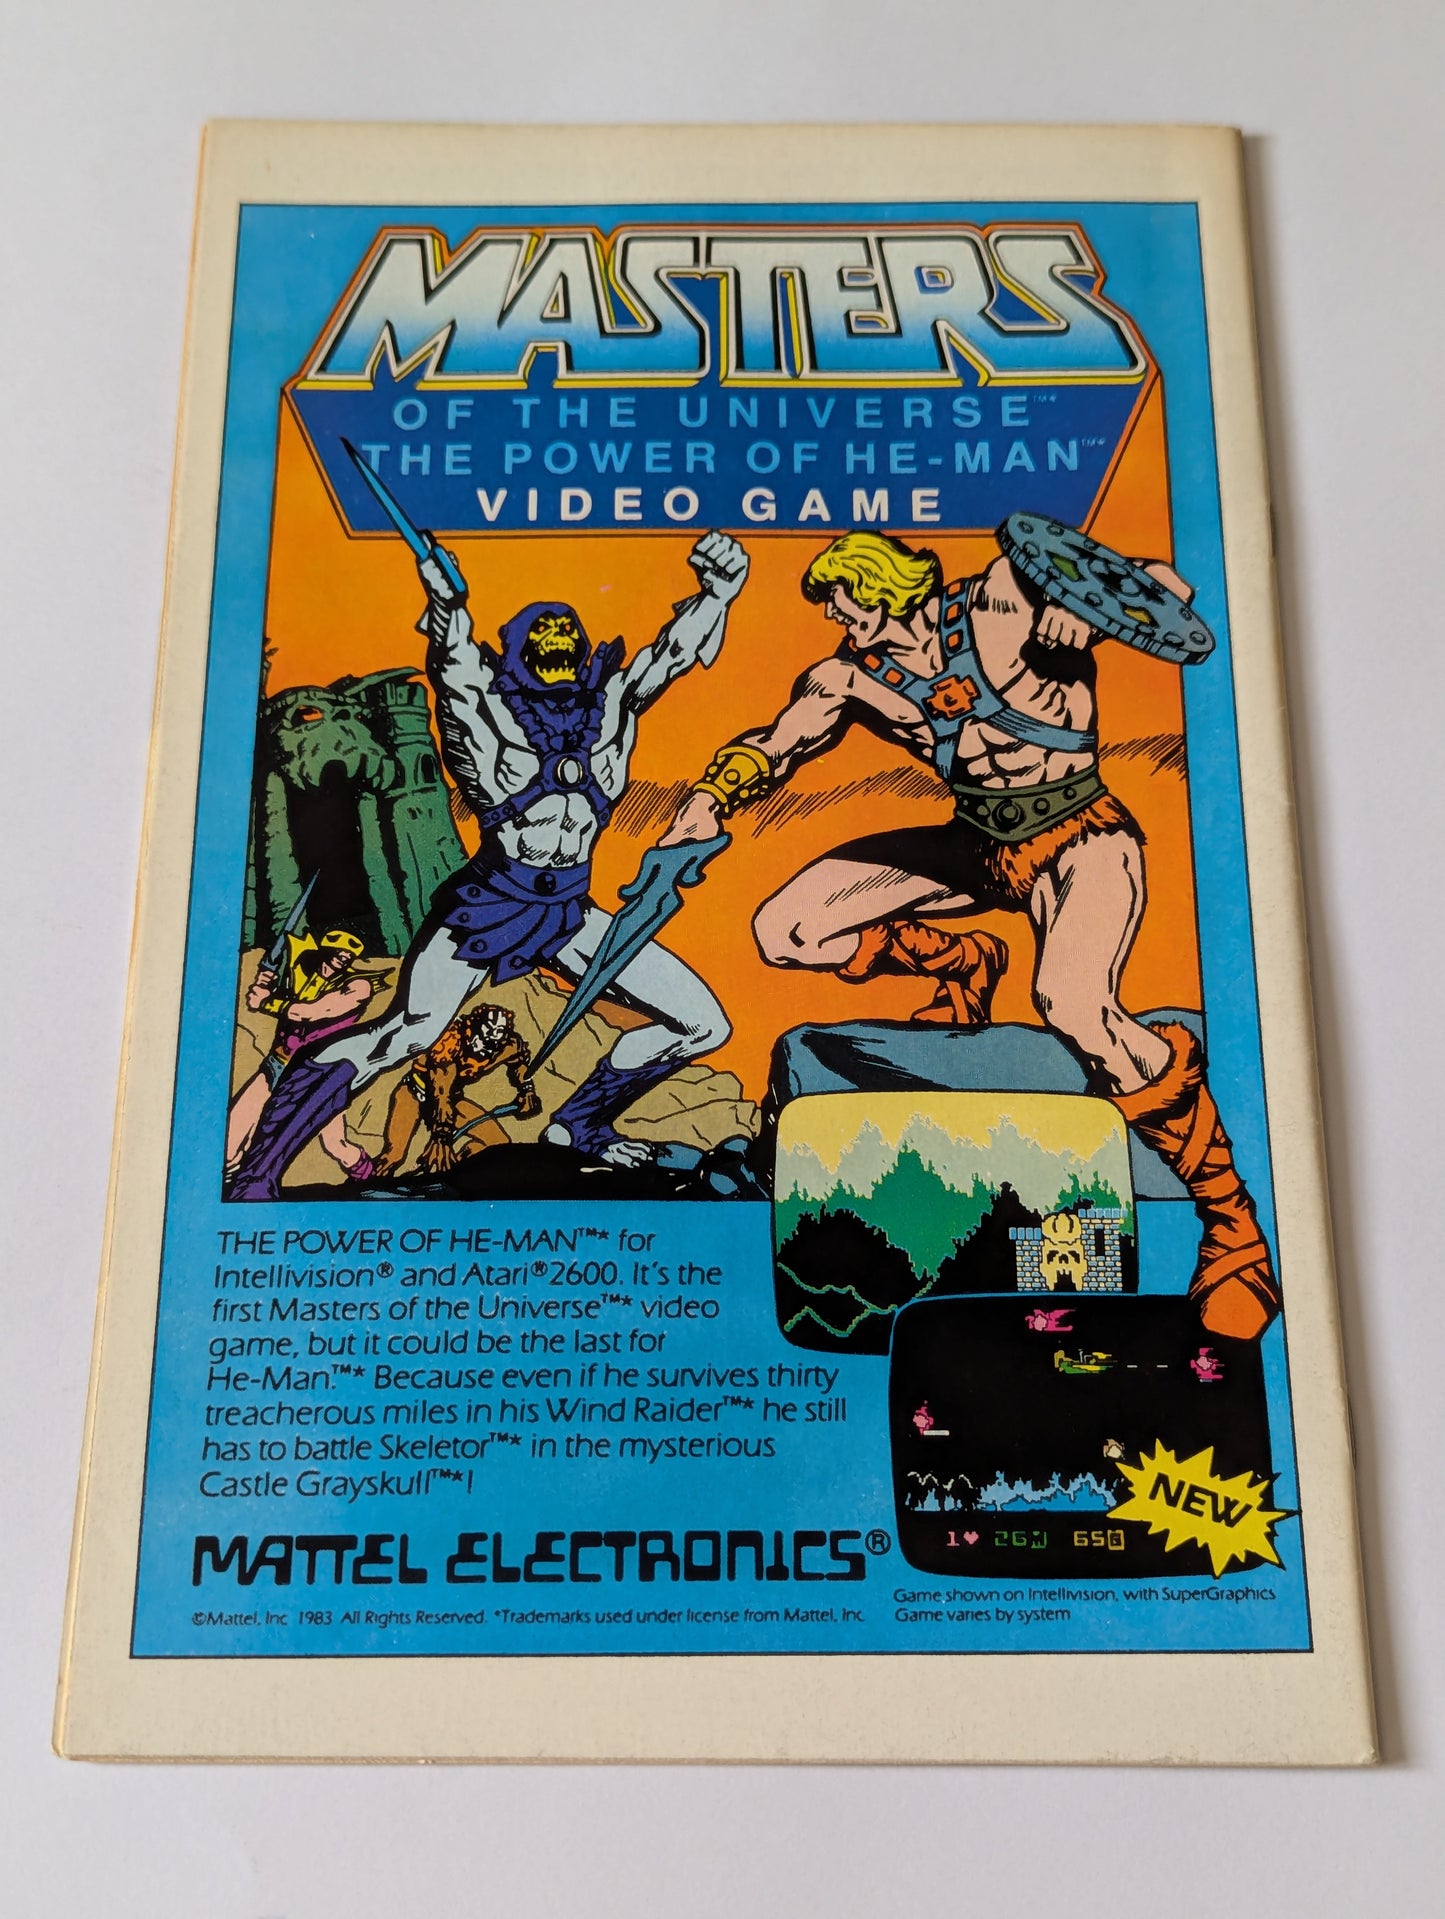 MASTERS
OF THE UNIVERSE™*
THE POWER OF HE-MAN™*
VIDEO GAME
THE POWER OF HE-MAN™* for
Intellivision® and Atari® 2600. It's the
first Masters of the Universe™* video
game, but it could be the last for
He-Man.™* Because even if he survives thirty
treacherous miles in his Wind Raider™* he still
has to battle Skeletor™* in the mysterious
Castle Grayskull™*!
1♥ 26M 65
NEW
MATTEL ELECTRONICS®
©Mattel, Inc 1983 All Rights Reserved. *Trademarks used under license from Mattel, Inc
Game shown on Intellivision, with SuperGraphics
Game varies by system